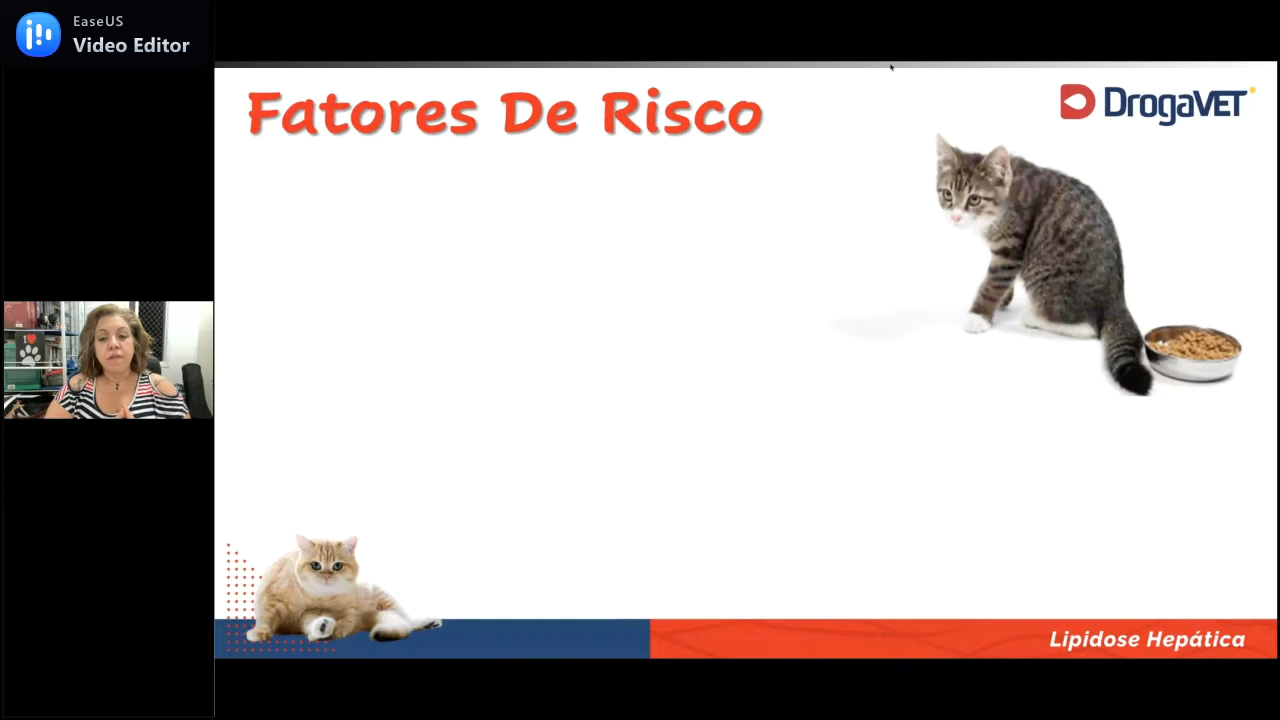 EaseUS
Video Editor
Fatores De Risco
DrogaVET
I
Lipidose Hepática